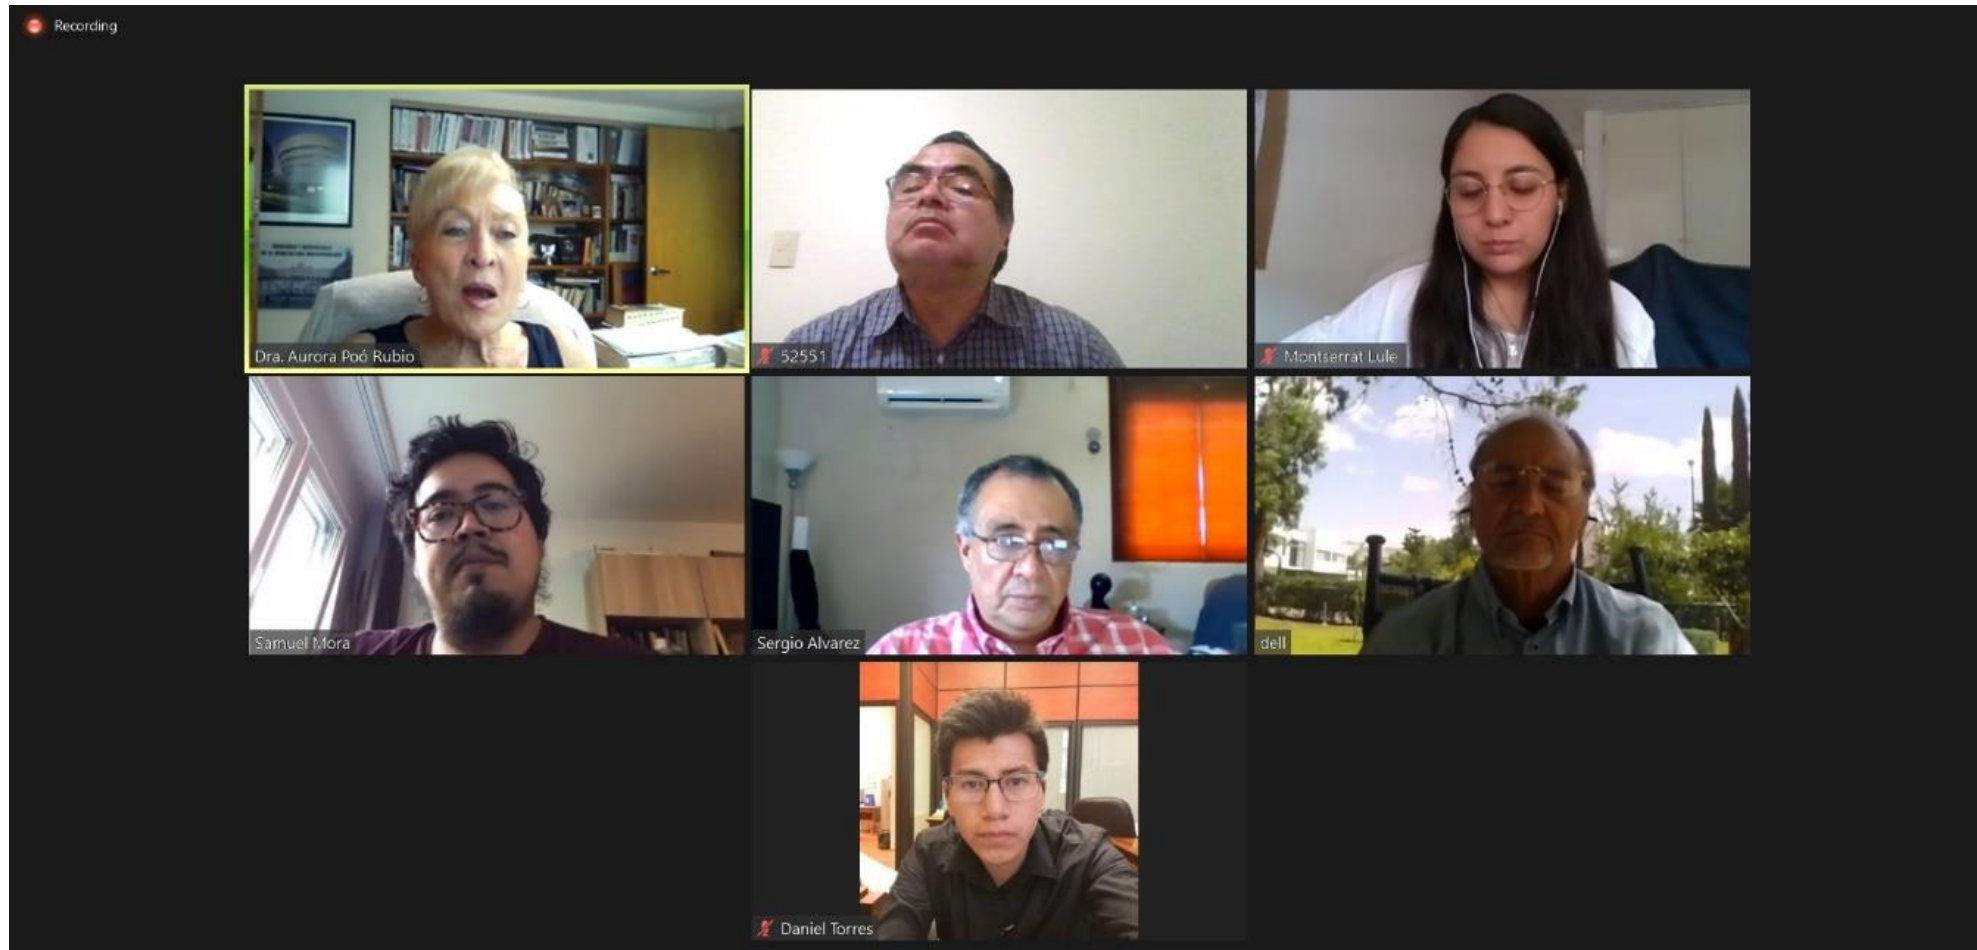 Recording
Dra. Aurora Poó Rubio
52551
Montserrat Lule
Samuel Mora
Sergio Alvarez
dell
Daniel Torres